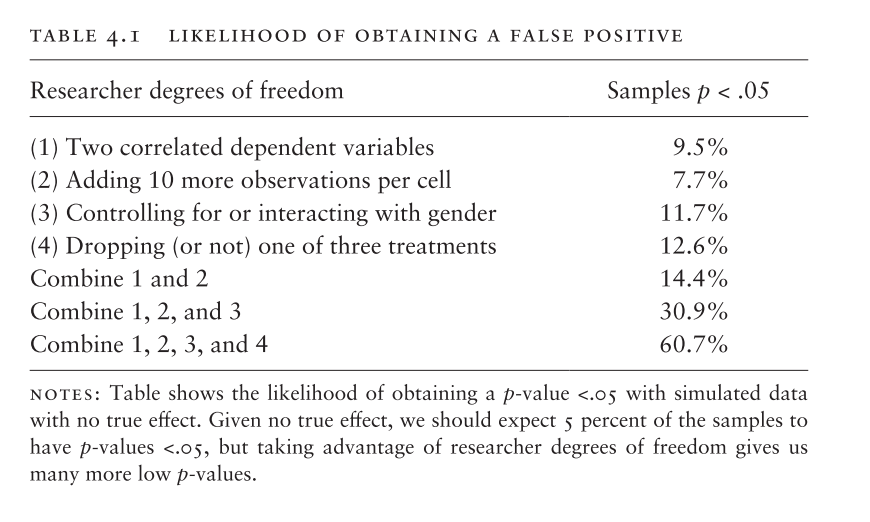 TABLE 4.1 LIKELIHOOD OF OBTAINING A FALSE POSITIVE
Researcher degrees of freedom Samples p < .05
(1) Two correlated dependent variables 9.5%
(2) Adding 10 more observations per cell 7.7%
(3) Controlling for or interacting with gender 11.7%
(4) Dropping (or not) one of three treatments 12.6%
Combine 1 and 2 14.4%
Combine 1, 2, and 3 30.9%
Combine 1, 2, 3, and 4 60.7%
NOTES: Table shows the likelihood of obtaining a p-value <.05 with simulated data
with no true effect. Given no true effect, we should expect 5 percent of the samples to
have p-values <.05, but taking advantage of researcher degrees of freedom gives us
many more low p-values.